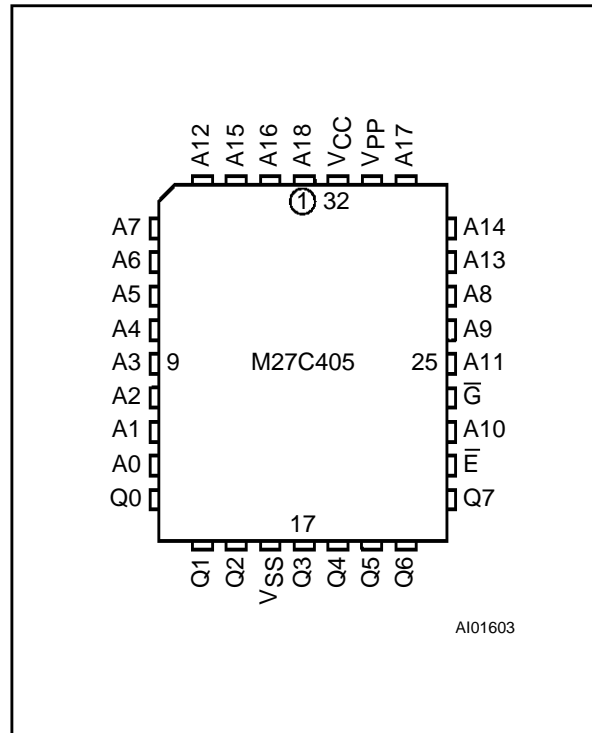 A12 A15 A16 A18 VCC VPP A17
1 32
A7 A14
A6 A13
A5 A8
A4 A9
A3 9 M27C405 25 A11
A2 G̅
A1 A10
A0 E̅
Q0 Q7
17
Q1 Q2 VSS Q3 Q4 Q5 Q6
AI01603